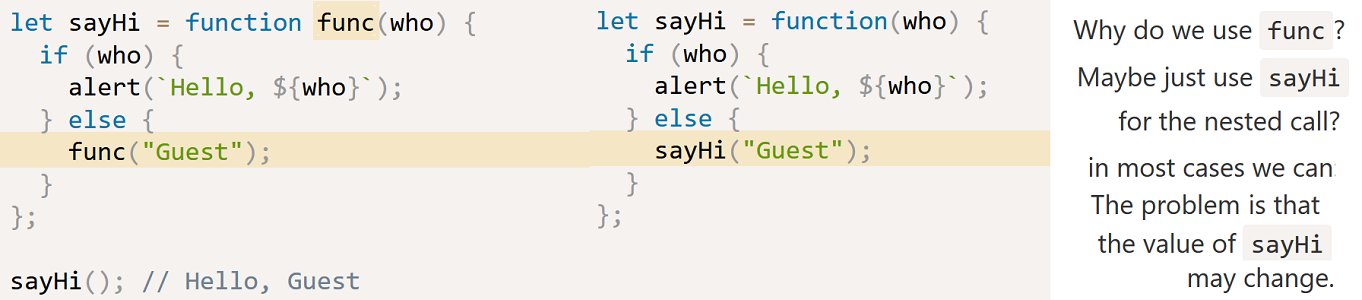 let sayHi = function func(who) {
  if (who) {
    alert(`Hello, ${who}`);
  } else {
    func("Guest");
  }
};

sayHi(); // Hello, Guest

let sayHi = function(who) {
  if (who) {
    alert(`Hello, ${who}`);
  } else {
    sayHi("Guest");
  }
};

Why do we use func?
Maybe just use sayHi
for the nested call?
in most cases we can:
The problem is that
the value of sayHi
may change.